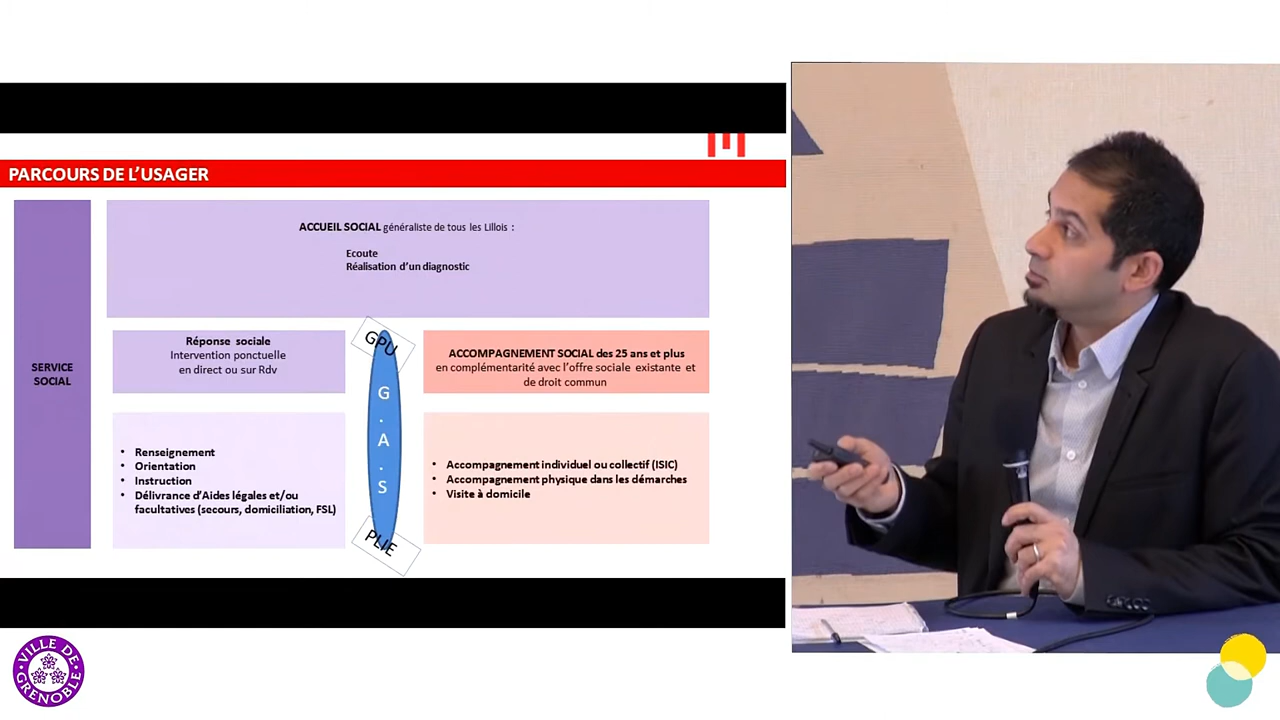 PARCOURS DE L'USAGER
SERVICE
SOCIAL
ACCUEIL SOCIAL généraliste de tous les Lillois :
Ecoute
Réalisation d'un diagnostic
Réponse sociale
Intervention ponctuelle
en direct ou sur Rdv
• Renseignement
• Orientation
• Instruction
• Délivrance d'Aides légales et/ou
facultatives (secours, domiciliation, FSL)
GPU
G
.
A
.
S
PLIE
ACCOMPAGNEMENT SOCIAL des 25 ans et plus
en complémentarité avec l'offre sociale existante et
de droit commun
• Accompagnement individuel ou collectif (ISIC)
• Accompagnement physique dans les démarches
• Visite à domicile
VILLE DE
GRENOBLE